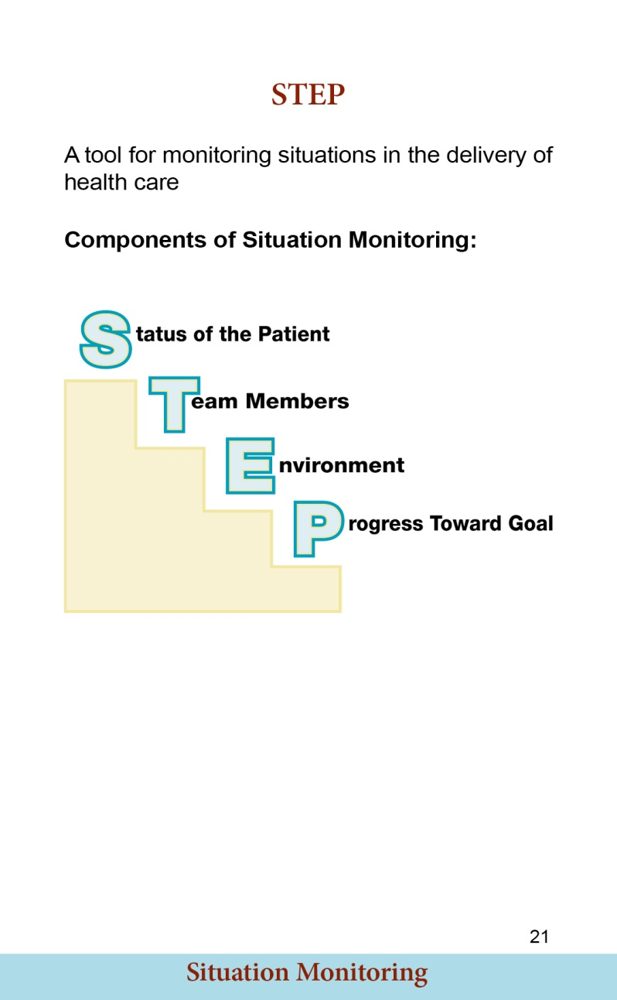 STEP
A tool for monitoring situations in the delivery of
health care
Components of Situation Monitoring:
Status of the Patient
Team Members
Environment
Progress Toward Goal
21
Situation Monitoring